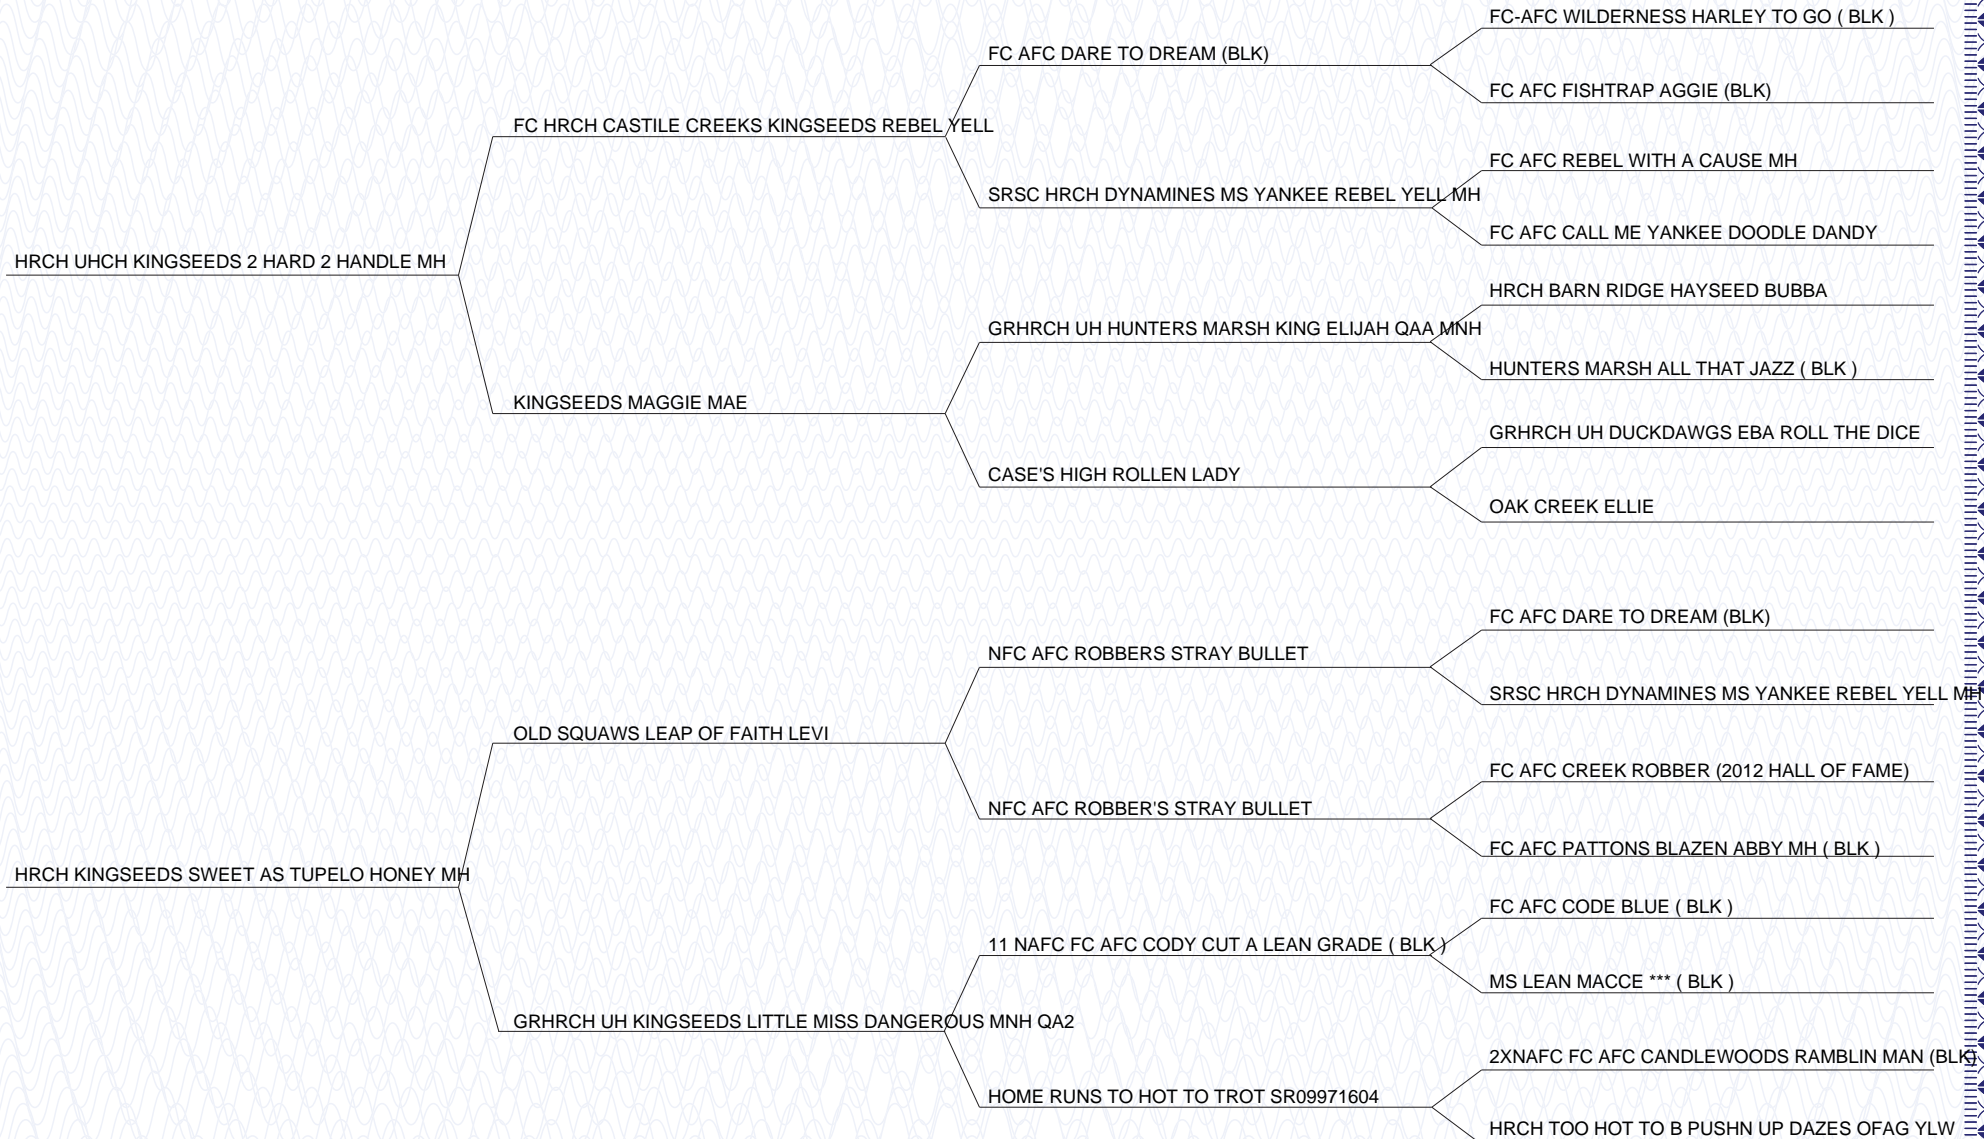 FC-AFC WILDERNESS HARLEY TO GO ( BLK )
FC AFC DARE TO DREAM (BLK)
FC AFC FISHTRAP AGGIE (BLK)
FC HRCH CASTILE CREEKS KINGSEEDS REBEL YELL
FC AFC REBEL WITH A CAUSE MH
SRSC HRCH DYNAMINES MS YANKEE REBEL YELL MH
FC AFC CALL ME YANKEE DOODLE DANDY
HRCH UHCH KINGSEEDS 2 HARD 2 HANDLE MH
HRCH BARN RIDGE HAYSEED BUBBA
GRHRCH UH HUNTERS MARSH KING ELIJAH QAA MNH
HUNTERS MARSH ALL THAT JAZZ ( BLK )
KINGSEEDS MAGGIE MAE
GRHRCH UH DUCKDAWGS EBA ROLL THE DICE
CASE'S HIGH ROLLEN LADY
OAK CREEK ELLIE
FC AFC DARE TO DREAM (BLK)
NFC AFC ROBBERS STRAY BULLET
SRSC HRCH DYNAMINES MS YANKEE REBEL YELL MH
OLD SQUAWS LEAP OF FAITH LEVI
FC AFC CREEK ROBBER (2012 HALL OF FAME)
NFC AFC ROBBER'S STRAY BULLET
FC AFC PATTONS BLAZEN ABBY MH ( BLK )
HRCH KINGSEEDS SWEET AS TUPELO HONEY MH
FC AFC CODE BLUE ( BLK )
11 NAFC FC AFC CODY CUT A LEAN GRADE ( BLK )
MS LEAN MACCE *** ( BLK )
GRHRCH UH KINGSEEDS LITTLE MISS DANGEROUS MNH QA2
2XNAFC FC AFC CANDLEWOODS RAMBLIN MAN (BLK)
HOME RUNS TO HOT TO TROT SR09971604
HRCH TOO HOT TO B PUSHN UP DAZES OFAG YLW